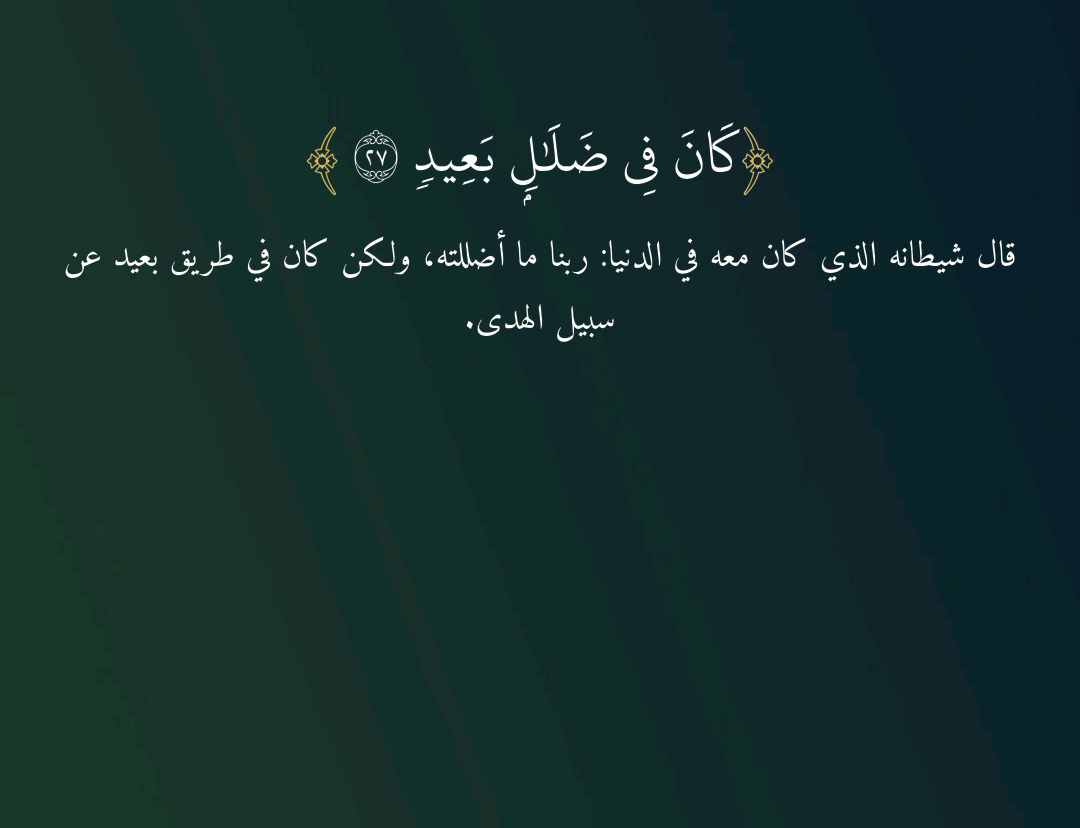 ﴿كَانَ فِى ضَلَـٰلِۭ بَعِيدࣲ ٢٧﴾
قال شيطانه الذي كان معه في الدنيا: ربنا ما أضللته، ولكن كان في طريق بعيد عن
سبيل الهدى.